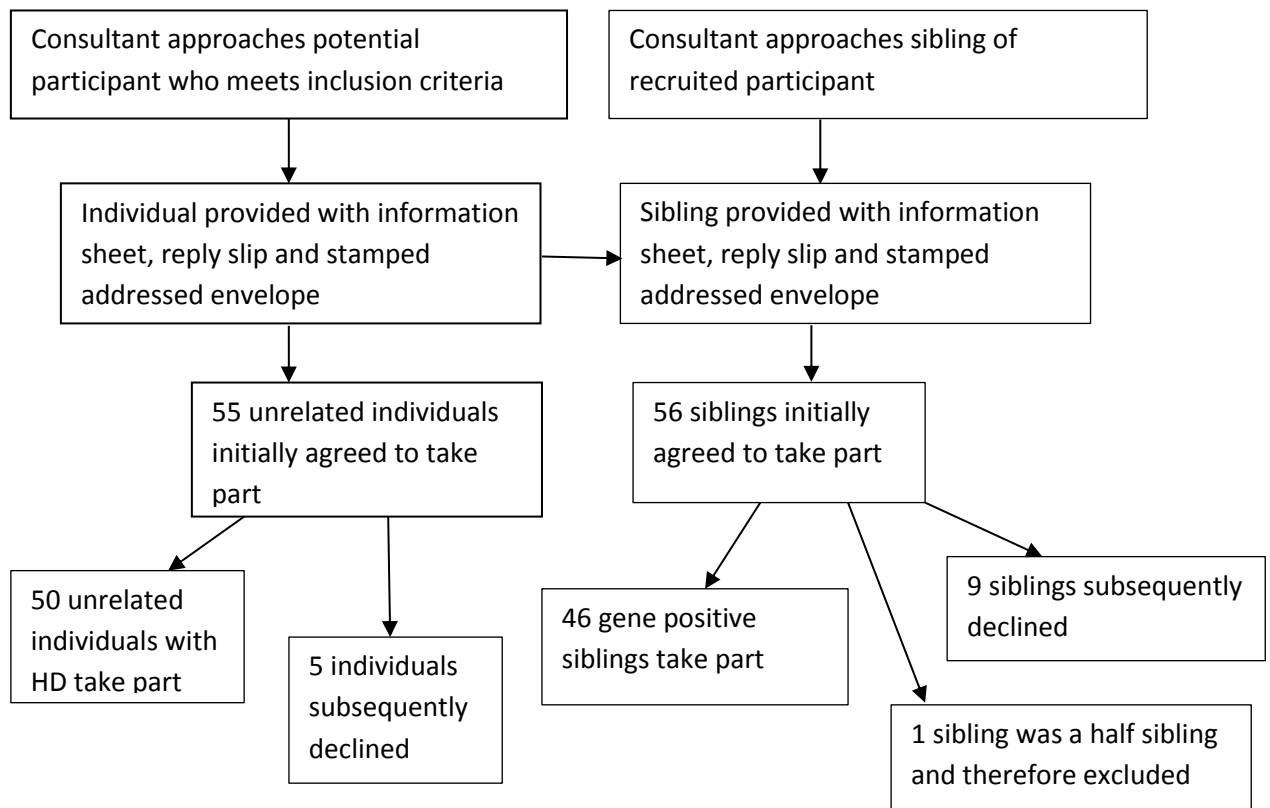 Consultant approaches potential
participant who meets inclusion criteria
Consultant approaches sibling of
recruited participant
Individual provided with information
sheet, reply slip and stamped
addressed envelope
Sibling provided with information
sheet, reply slip and stamped
addressed envelope
55 unrelated individuals
initially agreed to take
part
56 siblings initially
agreed to take part
50 unrelated
individuals with
HD take part
5 individuals
subsequently
declined
46 gene positive
siblings take part
9 siblings subsequently
declined
1 sibling was a half sibling
and therefore excluded